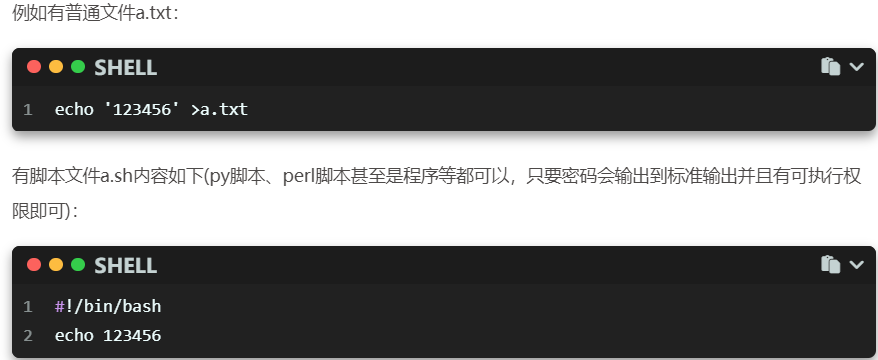 例如有普通文件a.txt：
SHELL
1 echo '123456' >a.txt
有脚本文件a.sh内容如下(py脚本、perl脚本甚至是程序等都可以，只要密码会输出到标准输出并且有可执行权
限即可)：
SHELL
1 #!/bin/bash
2 echo 123456